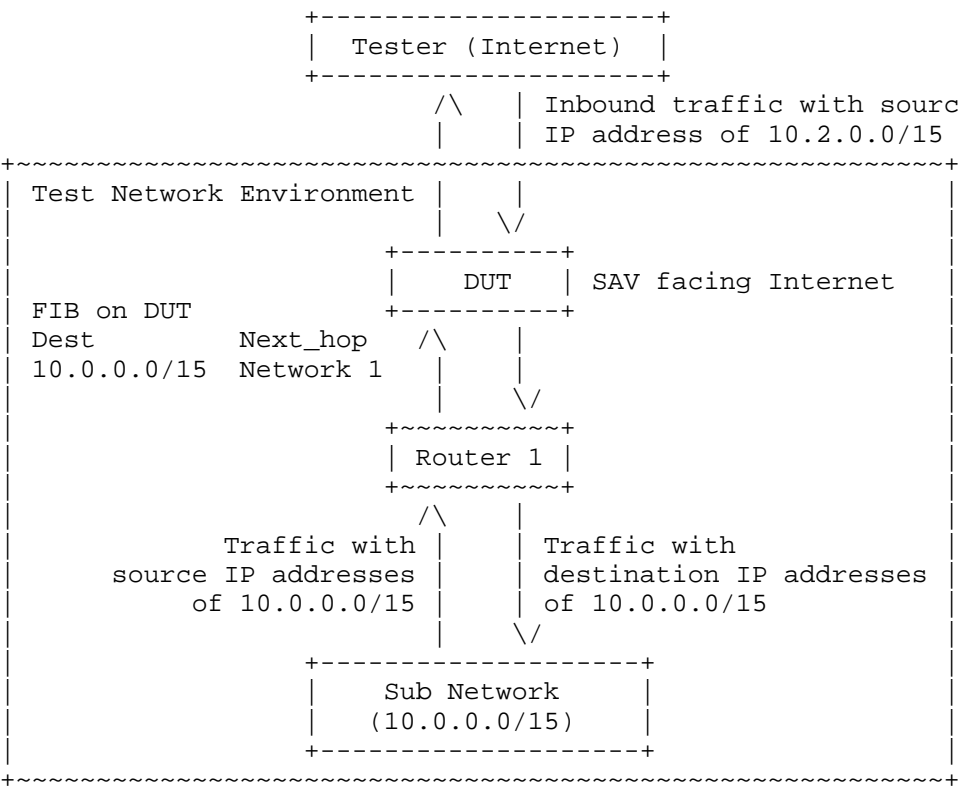 Tester (Internet)
Inbound traffic with sourc
IP address of 10.2.0.0/15
Test Network Environment
DUT SAV facing Internet
FIB on DUT
Dest Next_hop
10.0.0.0/15 Network 1
Router 1
Traffic with Traffic with
source IP addresses destination IP addresses
of 10.0.0.0/15 of 10.0.0.0/15
Sub Network
(10.0.0.0/15)